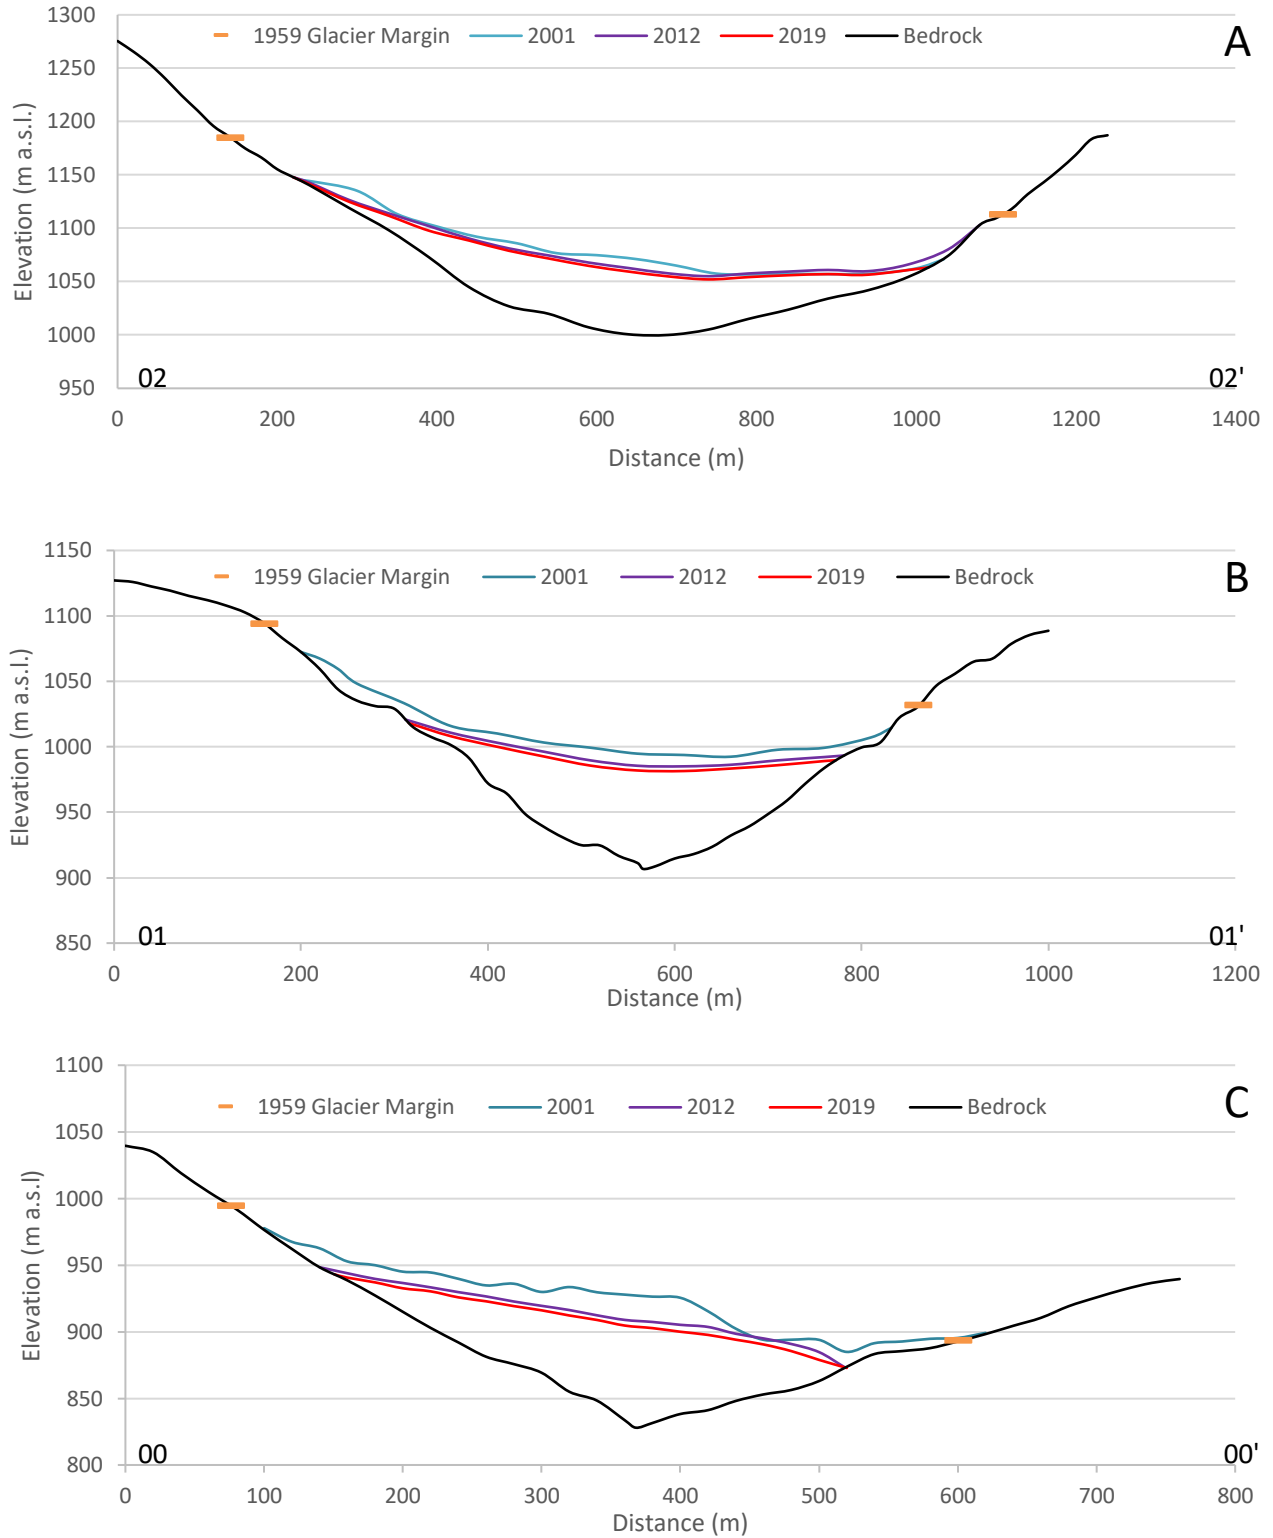 1959 Glacier Margin 2001 2012 2019 Bedrock
A
Elevation (m a.s.l.)
1300
1250
1200
1150
1100
1050
1000
950
02 02'
0 200 400 600 800 1000 1200 1400
Distance (m)
1959 Glacier Margin 2001 2012 2019 Bedrock
B
Elevation (m a.s.l.)
1150
1100
1050
1000
950
900
850
01 01'
0 200 400 600 800 1000 1200
Distance (m)
1959 Glacier Margin 2001 2012 2019 Bedrock
C
Elevation (m a.s.l)
1100
1050
1000
950
900
850
800
00 00'
0 100 200 300 400 500 600 700 800
Distance (m)